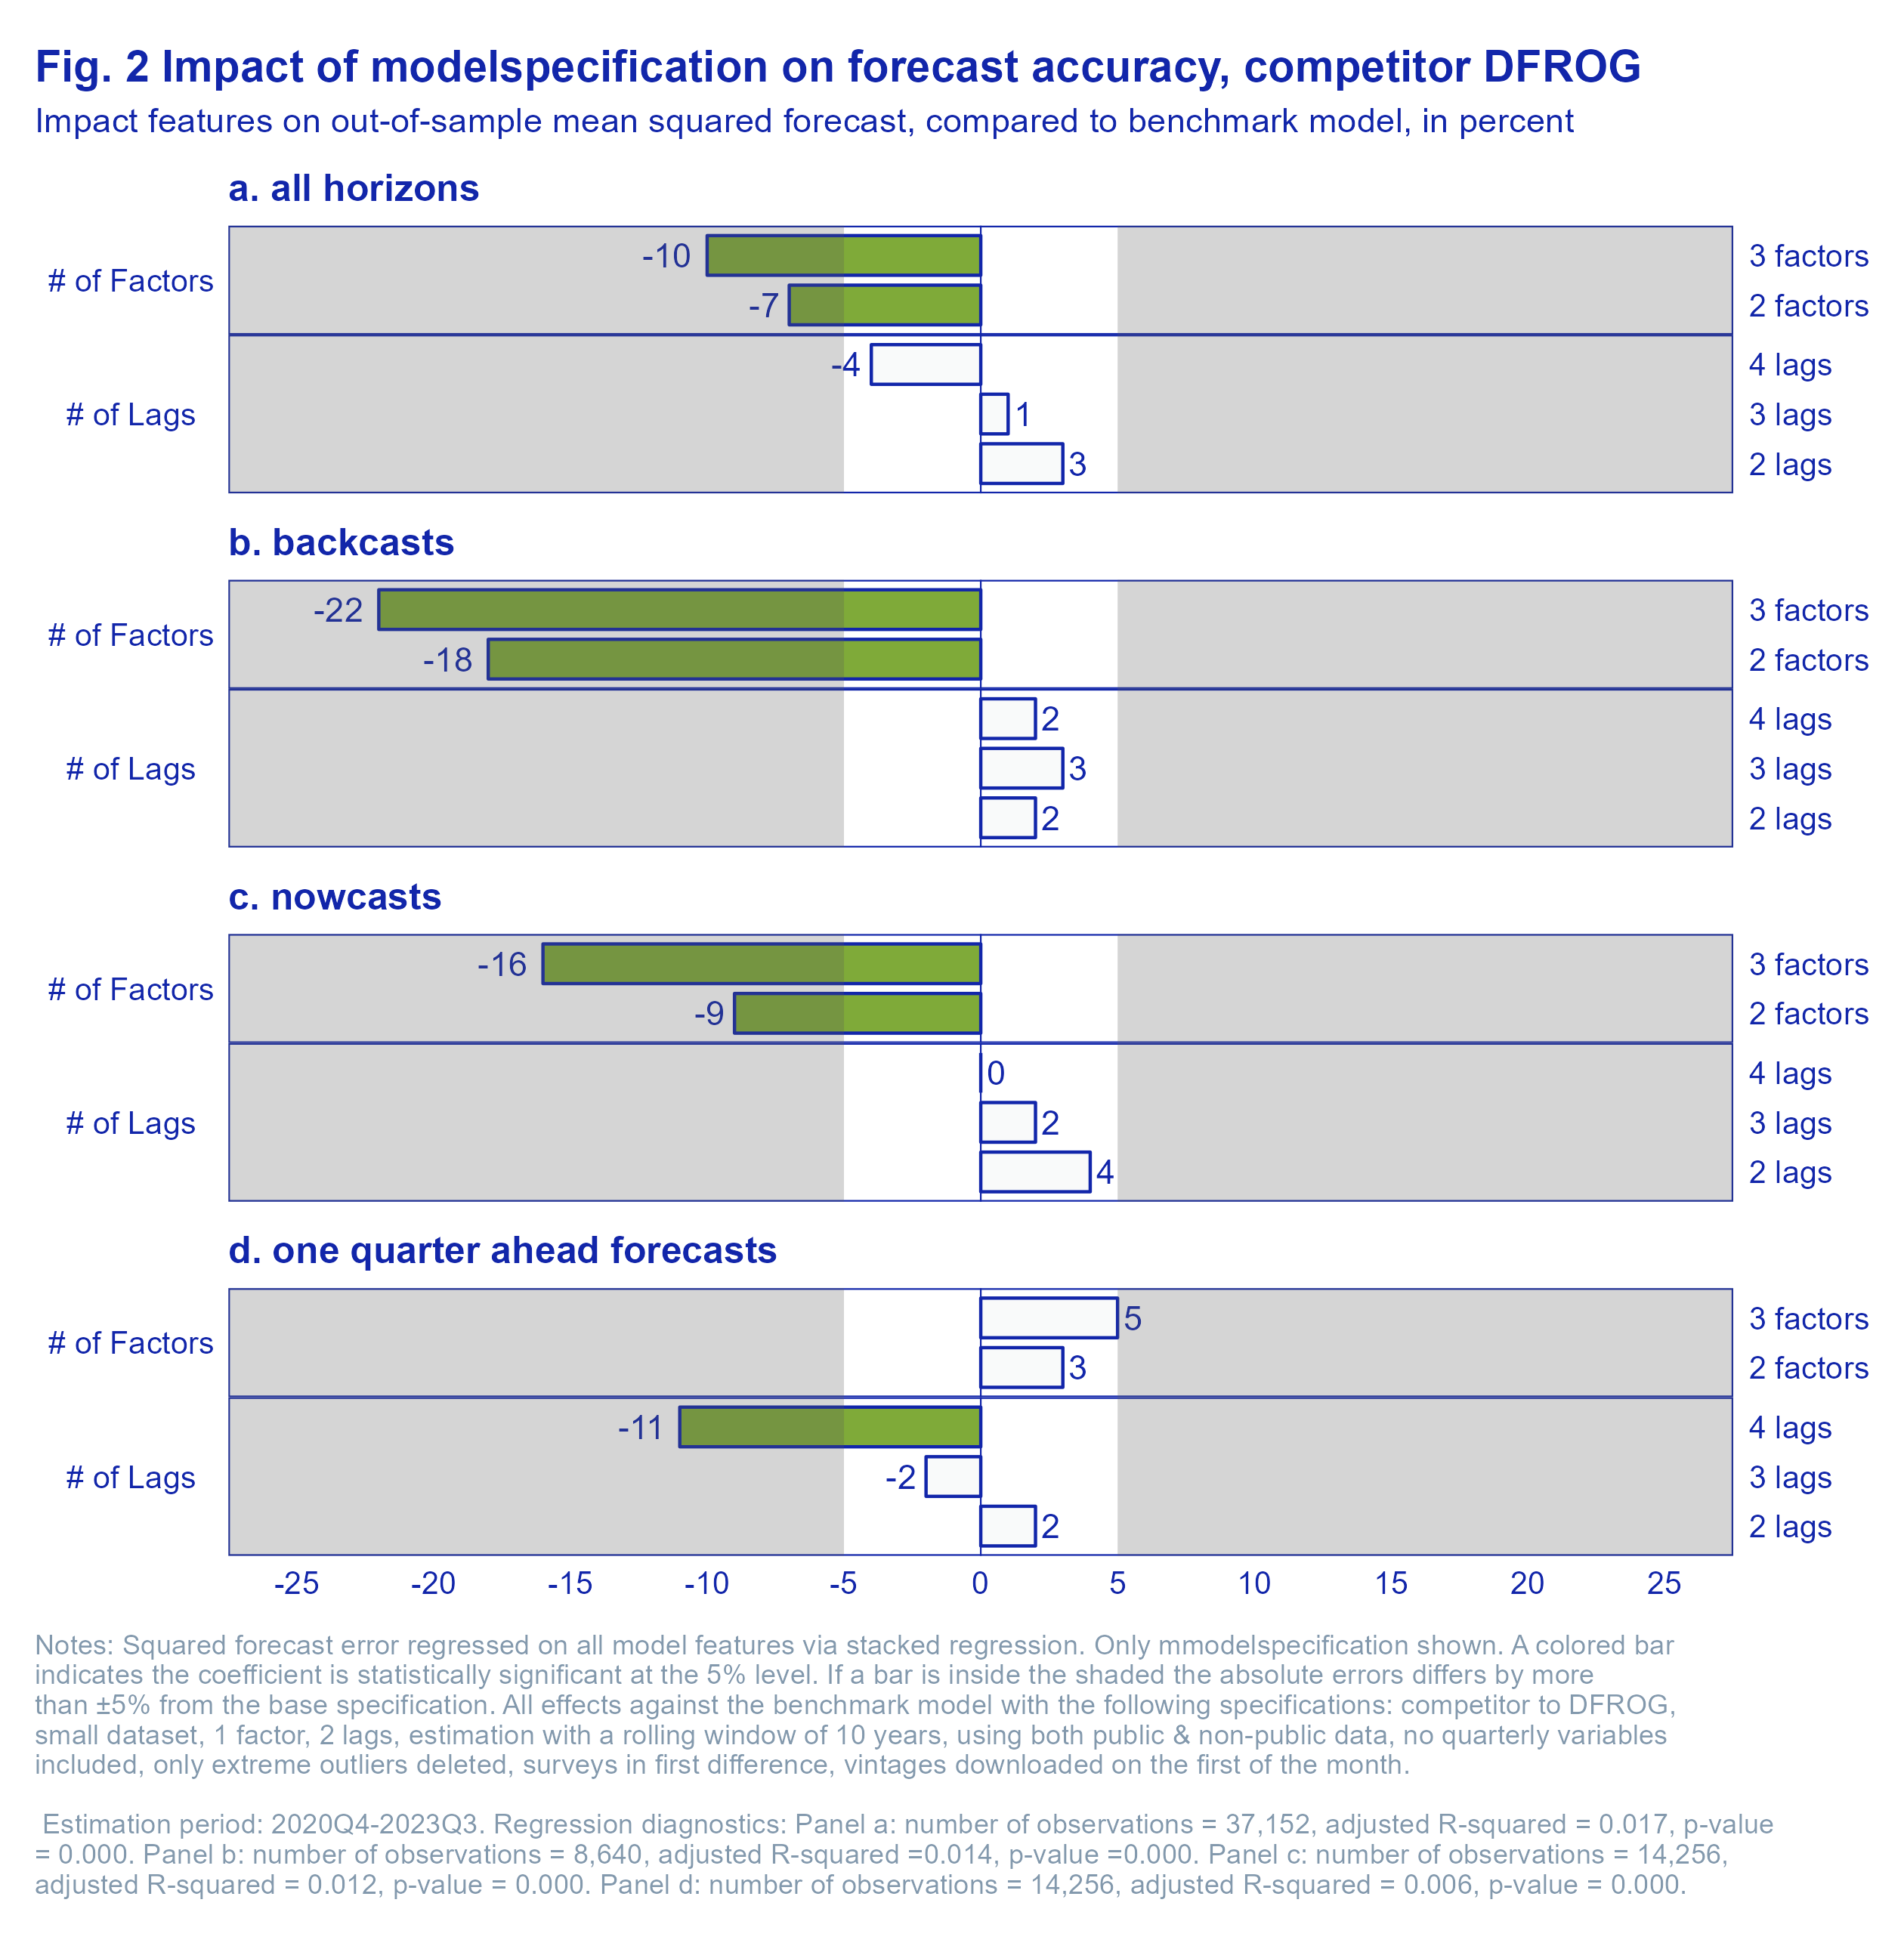 Fig. 2 Impact of modelspecification on forecast accuracy, competitor DFROG
Impact features on out-of-sample mean squared forecast, compared to benchmark model, in percent
a. all horizons
# of Factors
-10
3 factors
-7
2 factors
# of Lags
-4
4 lags
1
3 lags
3
2 lags
b. backcasts
# of Factors
-22
3 factors
-18
2 factors
# of Lags
2
4 lags
3
3 lags
2
2 lags
c. nowcasts
# of Factors
-16
3 factors
-9
2 factors
# of Lags
0
4 lags
2
3 lags
4
2 lags
d. one quarter ahead forecasts
# of Factors
5
3 factors
3
2 factors
# of Lags
-11
4 lags
-2
3 lags
2
2 lags
-25 -20 -15 -10 -5 0 5 10 15 20 25
Notes: Squared forecast error regressed on all model features via stacked regression. Only mmodelspecification shown. A colored bar
indicates the coefficient is statistically significant at the 5% level. If a bar is inside the shaded the absolute errors differs by more
than ±5% from the base specification. All effects against the benchmark model with the following specifications: competitor to DFROG,
small dataset, 1 factor, 2 lags, estimation with a rolling window of 10 years, using both public & non-public data, no quarterly variables
included, only extreme outliers deleted, surveys in first difference, vintages downloaded on the first of the month.
Estimation period: 2020Q4-2023Q3. Regression diagnostics: Panel a: number of observations = 37,152, adjusted R-squared = 0.017, p-value
= 0.000. Panel b: number of observations = 8,640, adjusted R-squared =0.014, p-value =0.000. Panel c: number of observations = 14,256,
adjusted R-squared = 0.012, p-value = 0.000. Panel d: number of observations = 14,256, adjusted R-squared = 0.006, p-value = 0.000.